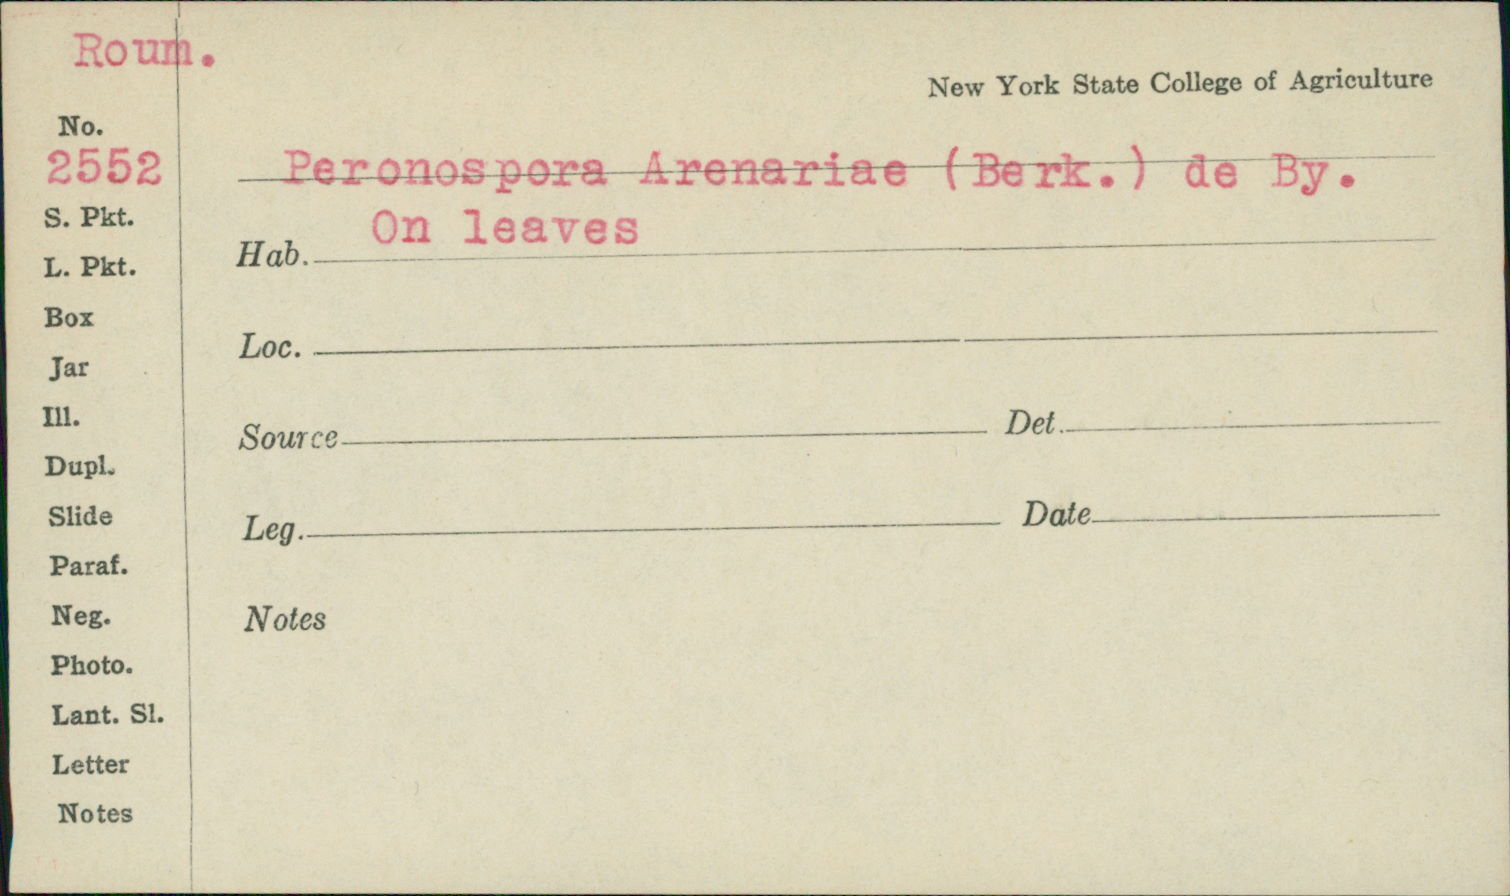 Roum.
New York State College of Agriculture
No.
2552
Peronospora Arenariae (Berk.) de By.
S. Pkt.
On leaves
Hab.
L. Pkt.
Box
Loc.
Jar
Ill.
Source Det.
Dupl.
Slide
Leg. Date
Paraf.
Neg.
Notes
Photo.
Lant. Sl.
Letter
Notes